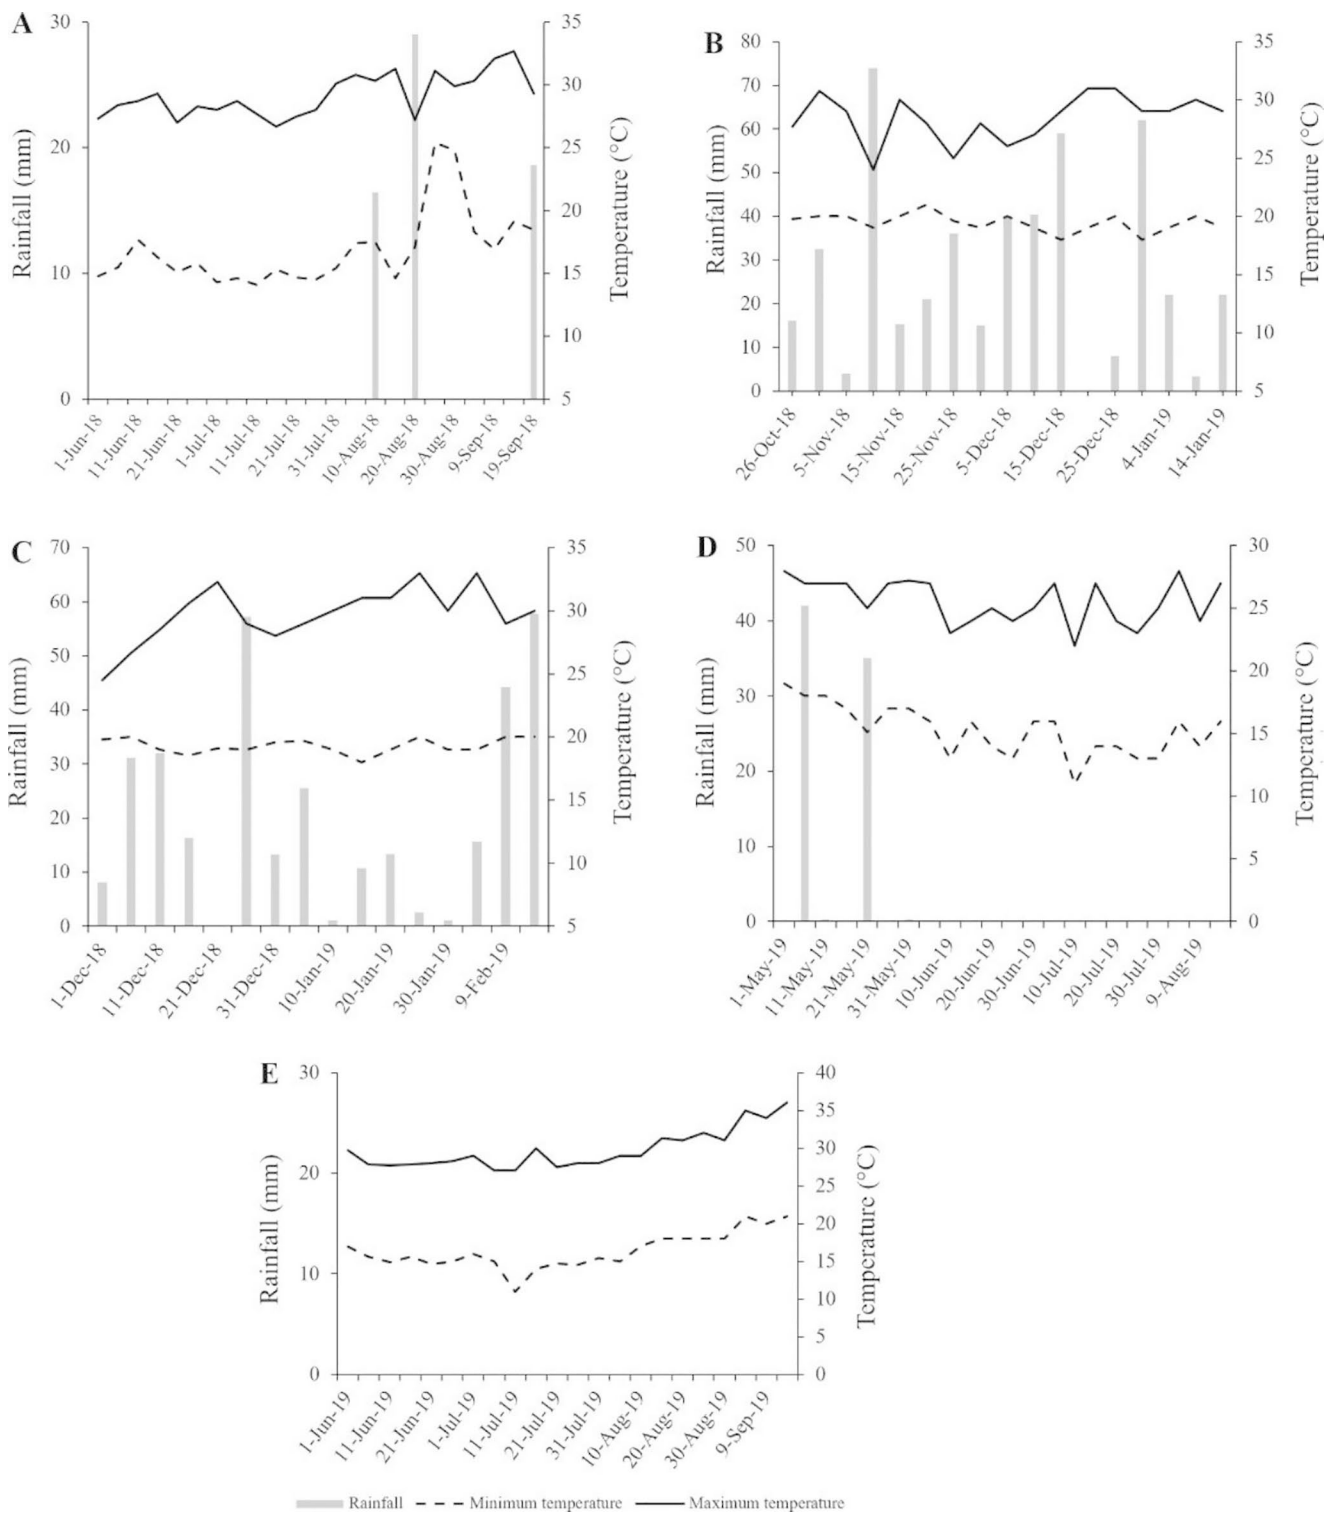 A
Rainfall (mm)
30
20
10
0
35
30
25
20
15
10
5
Temperature (°C)
1-Jun-18
11-Jun-18
21-Jun-18
1-Jul-18
11-Jul-18
21-Jul-18
31-Jul-18
10-Aug-18
20-Aug-18
30-Aug-18
9-Sep-18
19-Sep-18
B
Rainfall (mm)
80
70
60
50
40
30
20
10
0
35
30
25
20
15
10
5
Temperature (°C)
26-Oct-18
5-Nov-18
15-Nov-18
25-Nov-18
5-Dec-18
15-Dec-18
25-Dec-18
4-Jan-19
14-Jan-19
C
Rainfall (mm)
70
60
50
40
30
20
10
0
35
30
25
20
15
10
5
Temperature (°C)
1-Dec-18
11-Dec-18
21-Dec-18
31-Dec-18
10-Jan-19
20-Jan-19
30-Jan-19
9-Feb-19
D
Rainfall (mm)
50
40
30
20
10
0
30
25
20
15
10
5
0
Temperature (°C)
1-May-19
11-May-19
21-May-19
31-May-19
10-Jun-19
20-Jun-19
30-Jun-19
10-Jul-19
20-Jul-19
30-Jul-19
9-Aug-19
E
Rainfall (mm)
30
20
10
0
40
35
30
25
20
15
10
5
0
Temperature (°C)
1-Jun-19
11-Jun-19
21-Jun-19
1-Jul-19
11-Jul-19
21-Jul-19
31-Jul-19
10-Aug-19
20-Aug-19
30-Aug-19
9-Sep-19
Rainfall
Minimum temperature
Maximum temperature